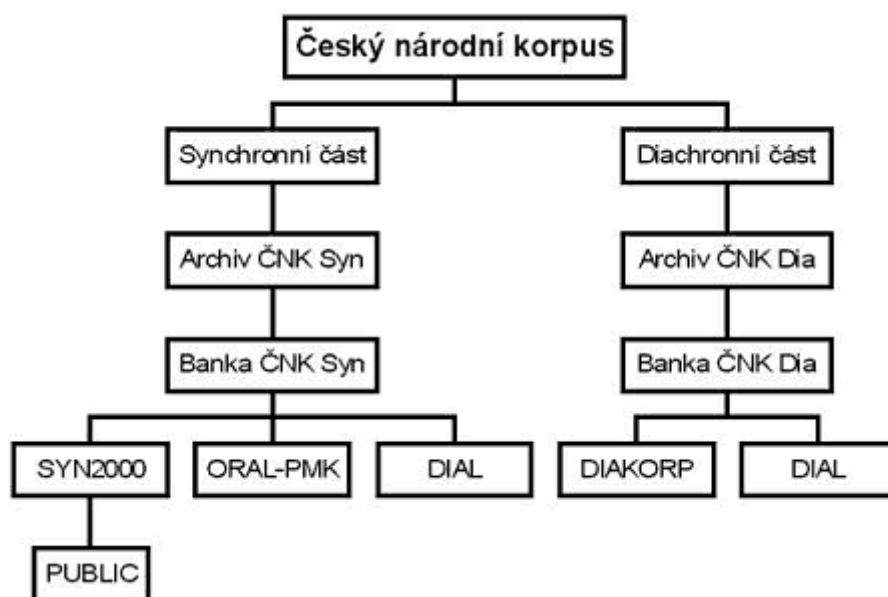 Český národní korpus
Synchronní část
Diachronní část
Archiv ČNK Syn
Archiv ČNK Dia
Banka ČNK Syn
Banka ČNK Dia
SYN2000
ORAL-PMK
DIAL
DIAKORP
DIAL
PUBLIC